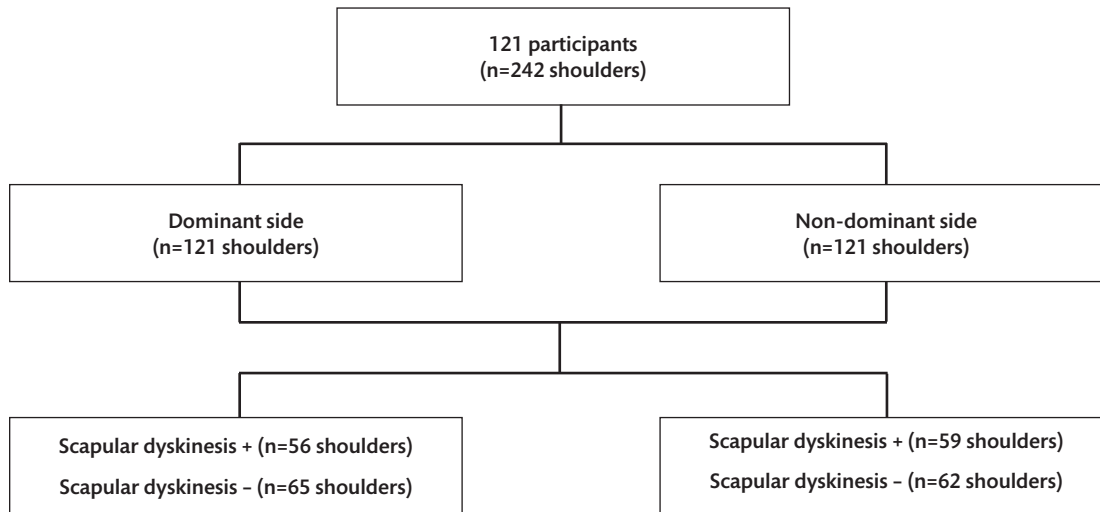 121 participants
(n=242 shoulders)
Dominant side
(n=121 shoulders)
Non-dominant side
(n=121 shoulders)
Scapular dyskinesis + (n=56 shoulders)
Scapular dyskinesis – (n=65 shoulders)
Scapular dyskinesis + (n=59 shoulders)
Scapular dyskinesis – (n=62 shoulders)